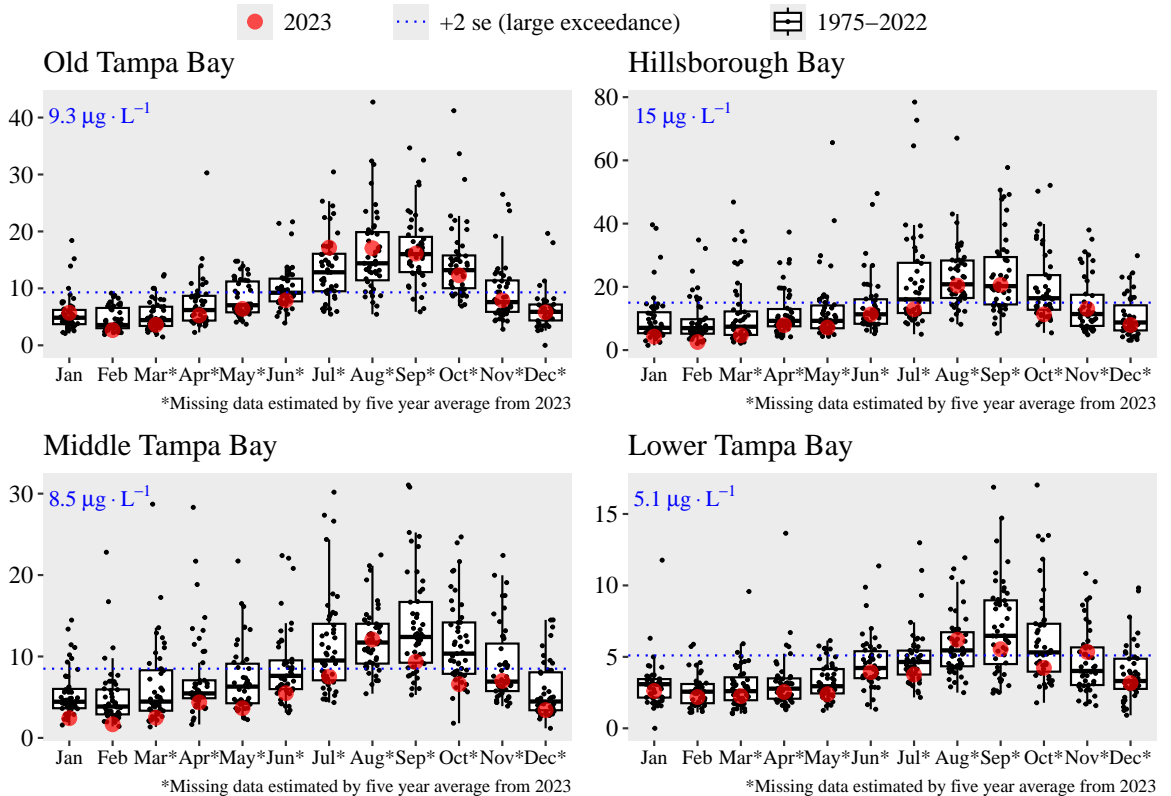 2023 +2 se (large exceedance) 1975−2022
Old Tampa Bay
9.3 μg · L⁻¹
40
30
20
10
0
Jan Feb Mar* Apr* May* Jun* Jul* Aug* Sep* Oct* Nov* Dec*
*Missing data estimated by five year average from 2023
Hillsborough Bay
15 μg · L⁻¹
80
60
40
20
0
Jan Feb Mar* Apr* May* Jun* Jul* Aug* Sep* Oct* Nov* Dec*
*Missing data estimated by five year average from 2023
Middle Tampa Bay
8.5 μg · L⁻¹
30
20
10
0
Jan Feb Mar* Apr* May* Jun* Jul* Aug* Sep* Oct* Nov* Dec*
*Missing data estimated by five year average from 2023
Lower Tampa Bay
5.1 μg · L⁻¹
15
10
5
0
Jan Feb Mar* Apr* May* Jun* Jul* Aug* Sep* Oct* Nov* Dec*
*Missing data estimated by five year average from 2023